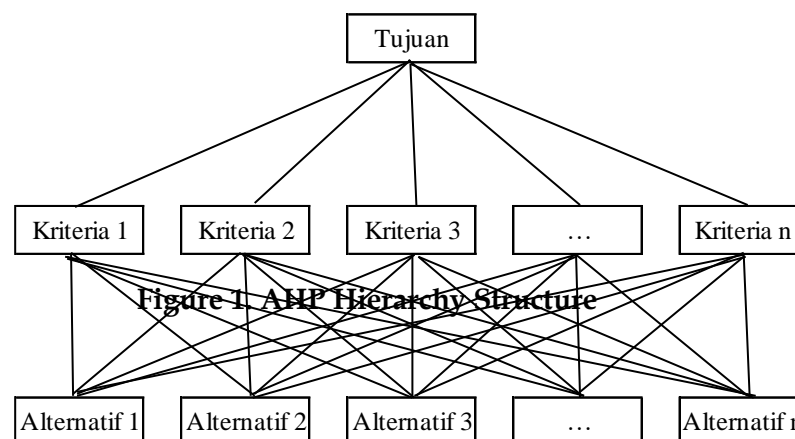 Tujuan
Kriteria 1 Kriteria 2 Kriteria 3 … Kriteria n
Figure 1. AHP Hierarchy Structure
Alternatif 1 Alternatif 2 Alternatif 3 … Alternatif n